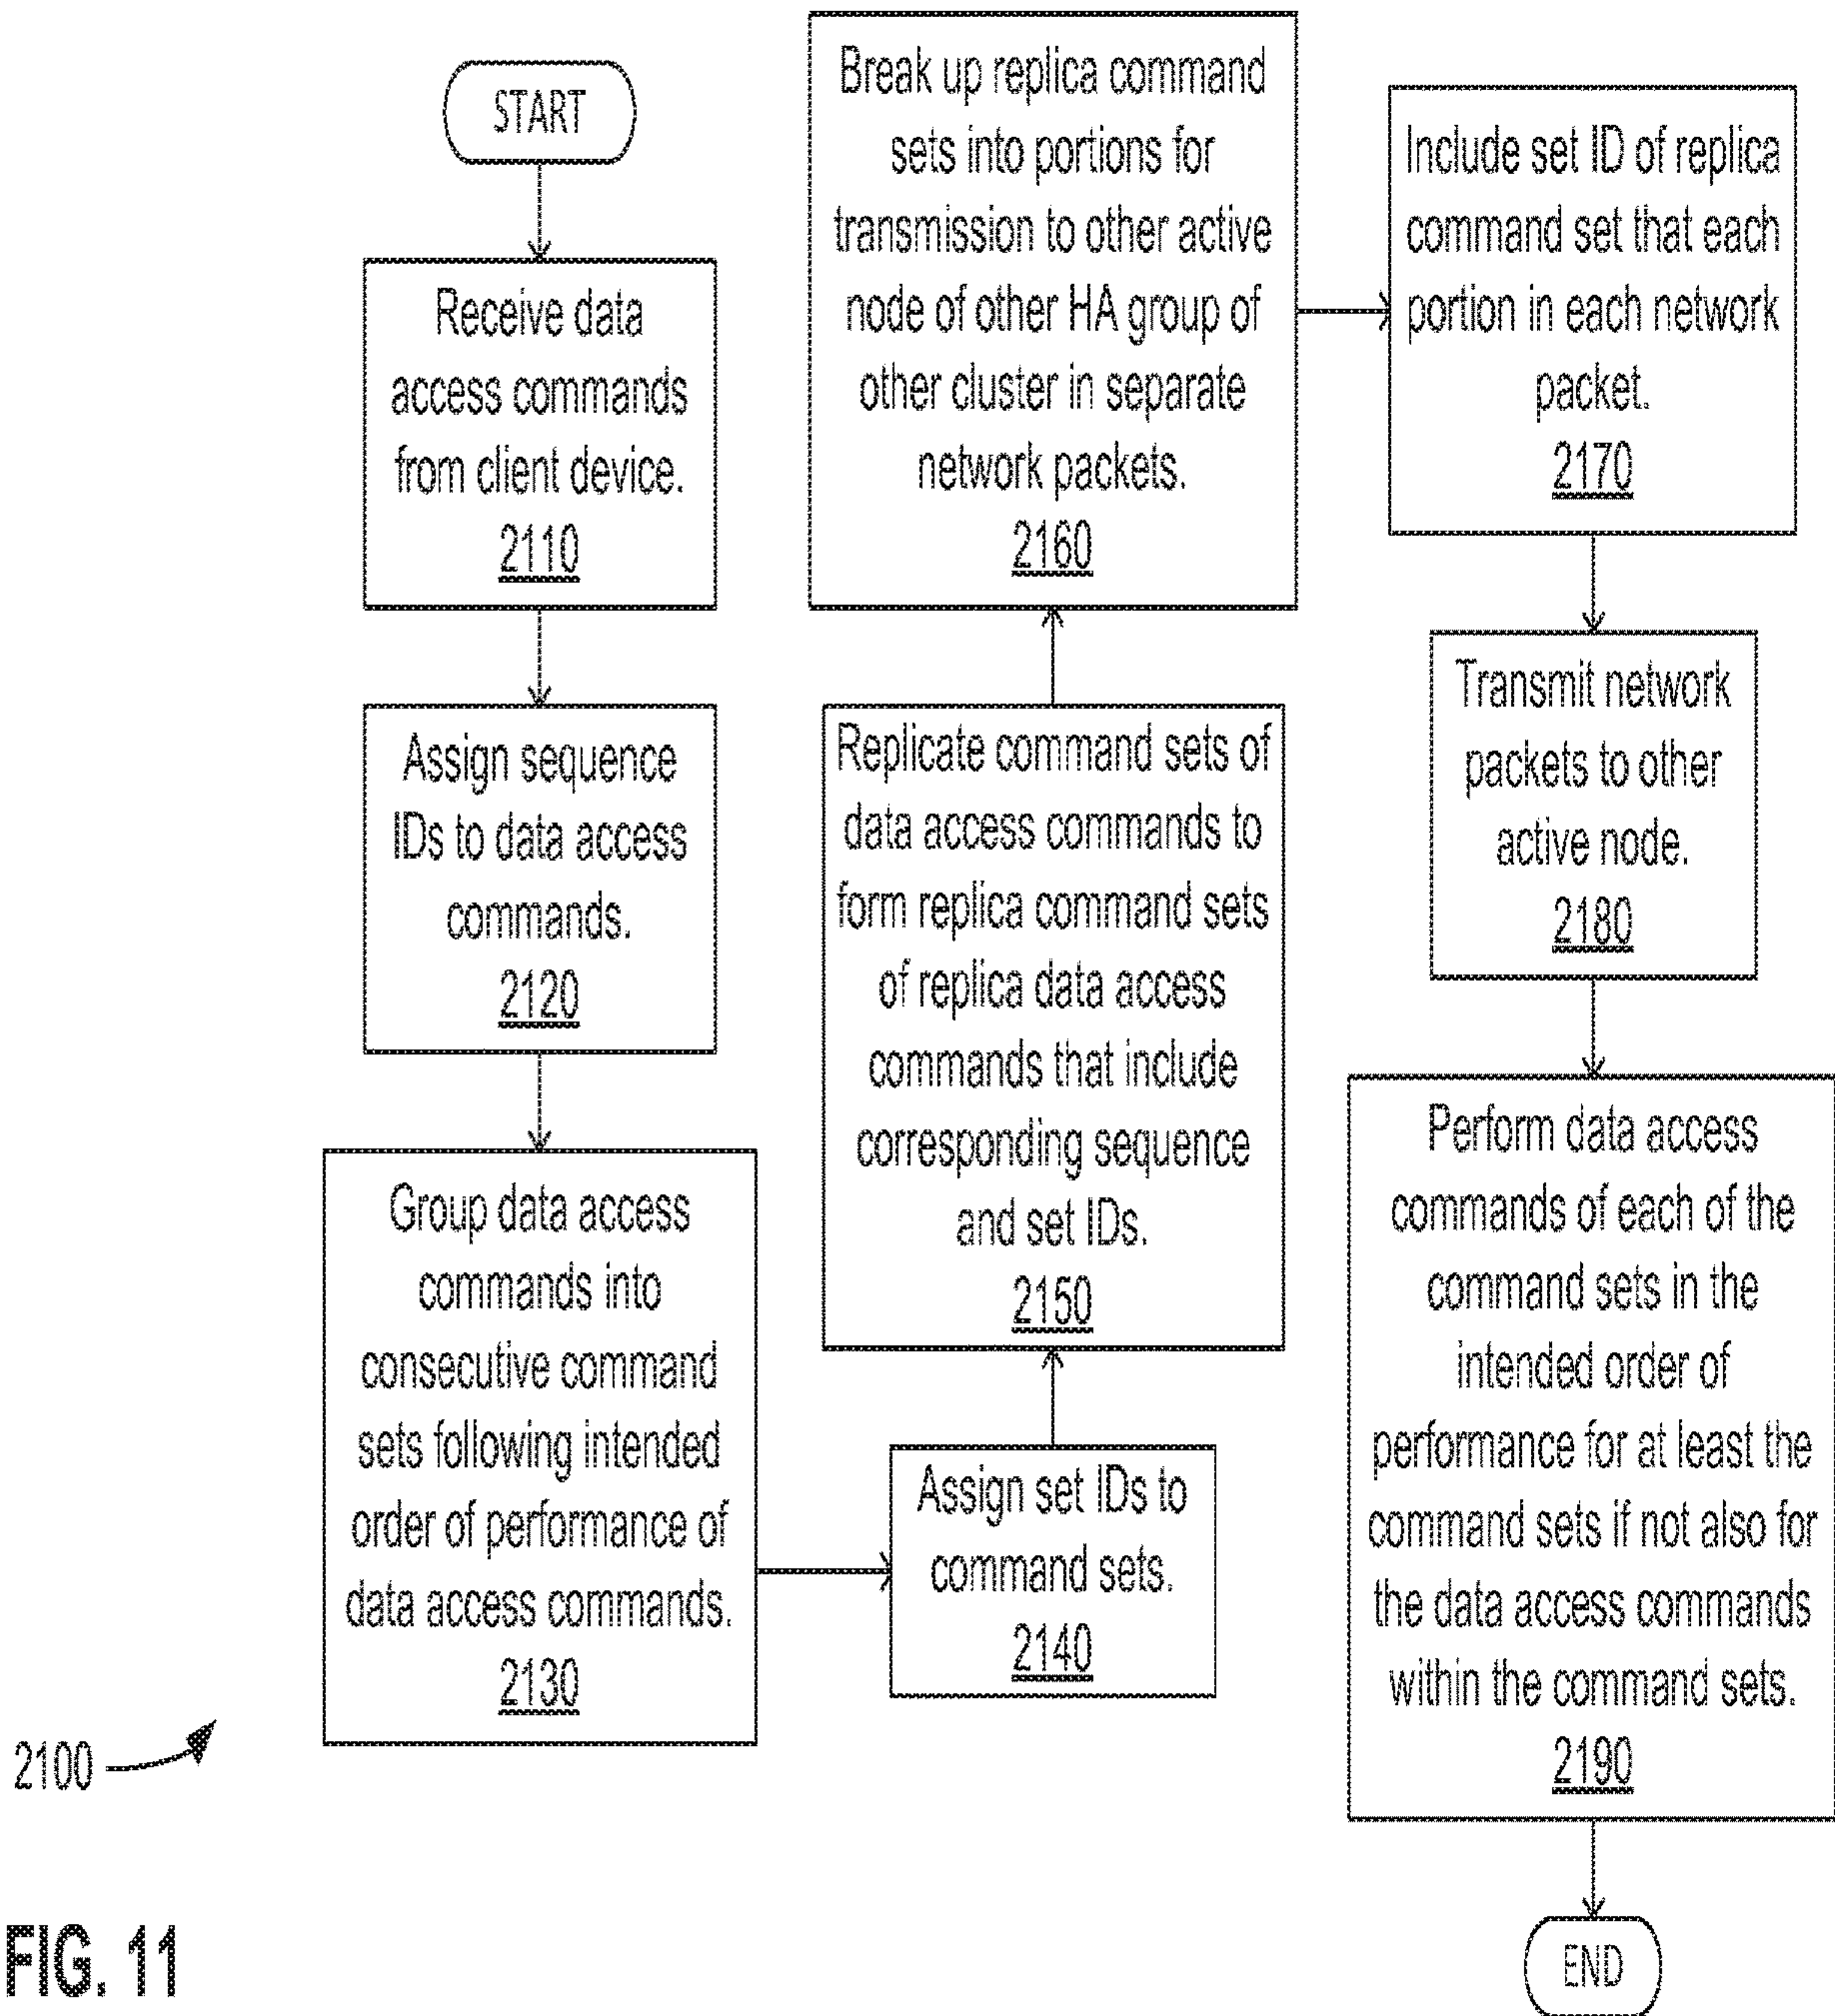 START
Receive data
access commands
from client device.
2110
Assign sequence
IDs to data access
commands.
2120
Group data access
commands into
consecutive command
sets following intended
order of performance of
data access commands.
2130
Assign set IDs to
command sets.
2140
Replicate command sets of
data access commands to
form replica command sets
of replica data access
commands that include
corresponding sequence
and set IDs.
2150
Break up replica command
sets into portions for
transmission to other active
node of other HA group of
other cluster in separate
network packets.
2160
Include set ID of replica
command set that each
portion in each network
packet.
2170
Transmit network
packets to other
active node.
2180
Perform data access
commands of each of the
command sets in the
intended order of
performance for at least the
command sets if not also for
the data access commands
within the command sets.
2190
END
2100
FIG. 11